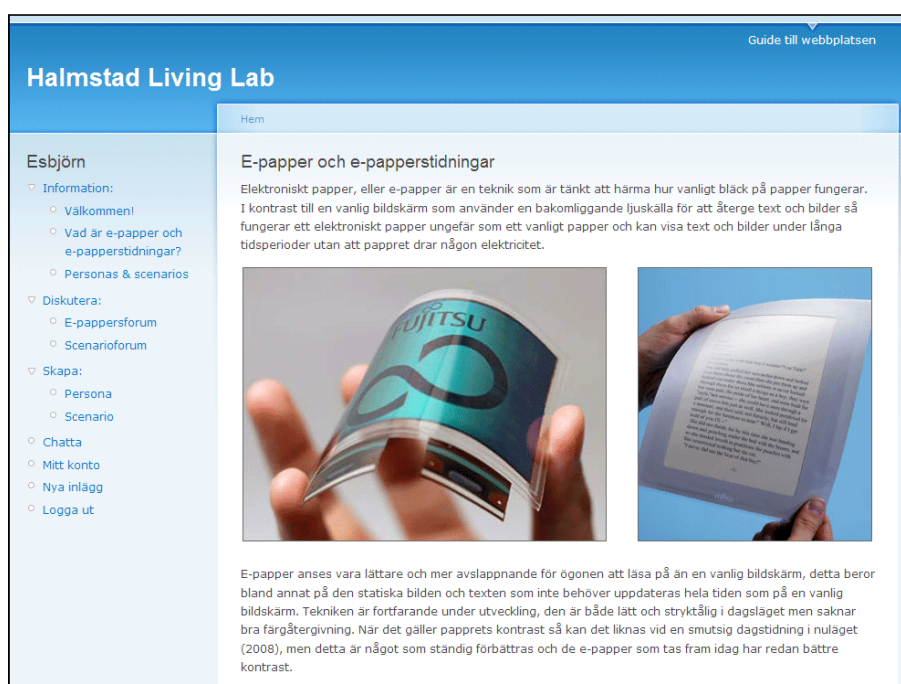 Guide till webbplatsen
Halmstad Living Lab
Hem
Esbjörn
Information:
Välkommen!
Vad är e-papper och
e-papperstidningar?
Personas & scenarios
Diskutera:
E-pappersforum
Scenarioforum
Skapa:
Persona
Scenario
Chatta
Mitt konto
Nya inlägg
Logga ut
E-papper och e-papperstidningar
Elektroniskt papper, eller e-papper är en teknik som är tänkt att härma hur vanligt bläck på papper fungerar.
I kontrast till en vanlig bildskärm som använder en bakomliggande ljuskälla för att återge text och bilder så
fungerar ett elektroniskt papper ungefär som ett vanligt papper och kan visa text och bilder under långa
tidsperioder utan att pappret drar någon elektricitet.
FUJITSU
E-papper anses vara lättare och mer avslappnande för ögonen att läsa på än en vanlig bildskärm, detta beror
bland annat på den statiska bilden och texten som inte behöver uppdateras hela tiden som på en vanlig
bildskärm. Tekniken är fortfarande under utveckling, den är både lätt och stryktålig i dagsläget men saknar
bra färgåtergivning. När det gäller papprets kontrast så kan det liknas vid en smutsig dagstidning i nuläget
(2008), men detta är något som ständig förbättras och de e-papper som tas fram idag har redan bättre
kontrast.